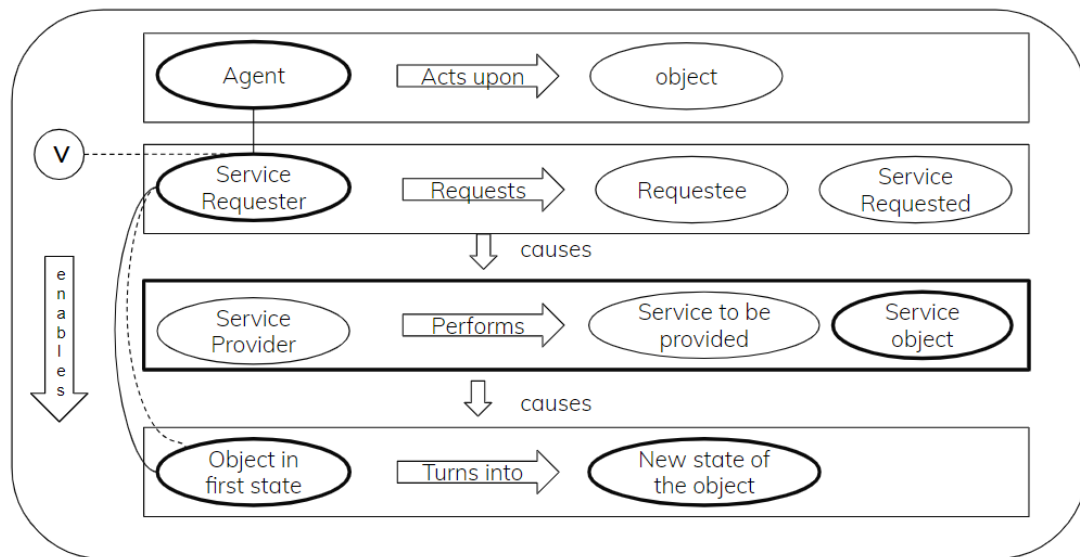 Agent
Acts upon
object
V
Service
Requester
Requests
Requestee
Service
Requested
causes
enables
Service
Provider
Performs
Service to be
provided
Service
object
causes
Object in
first state
Turns into
New state of
the object